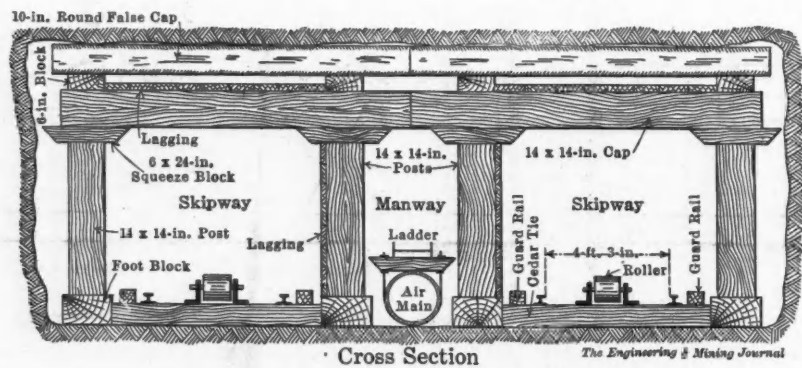 10-in. Round False Cap
6-in. Block
Lagging
6 x 24-in.
Squeeze Block
14 x 14-in.
Posts
14 x 14-in. Cap
Skipway
Manway
Skipway
14 x 14-in. Post
Lagging
Ladder
Guard Rail
Cedar Tie
4-ft. 3-in.
Guard Rail
Roller
Foot Block
Air
Main
Cross Section
The Engineering & Mining Journal